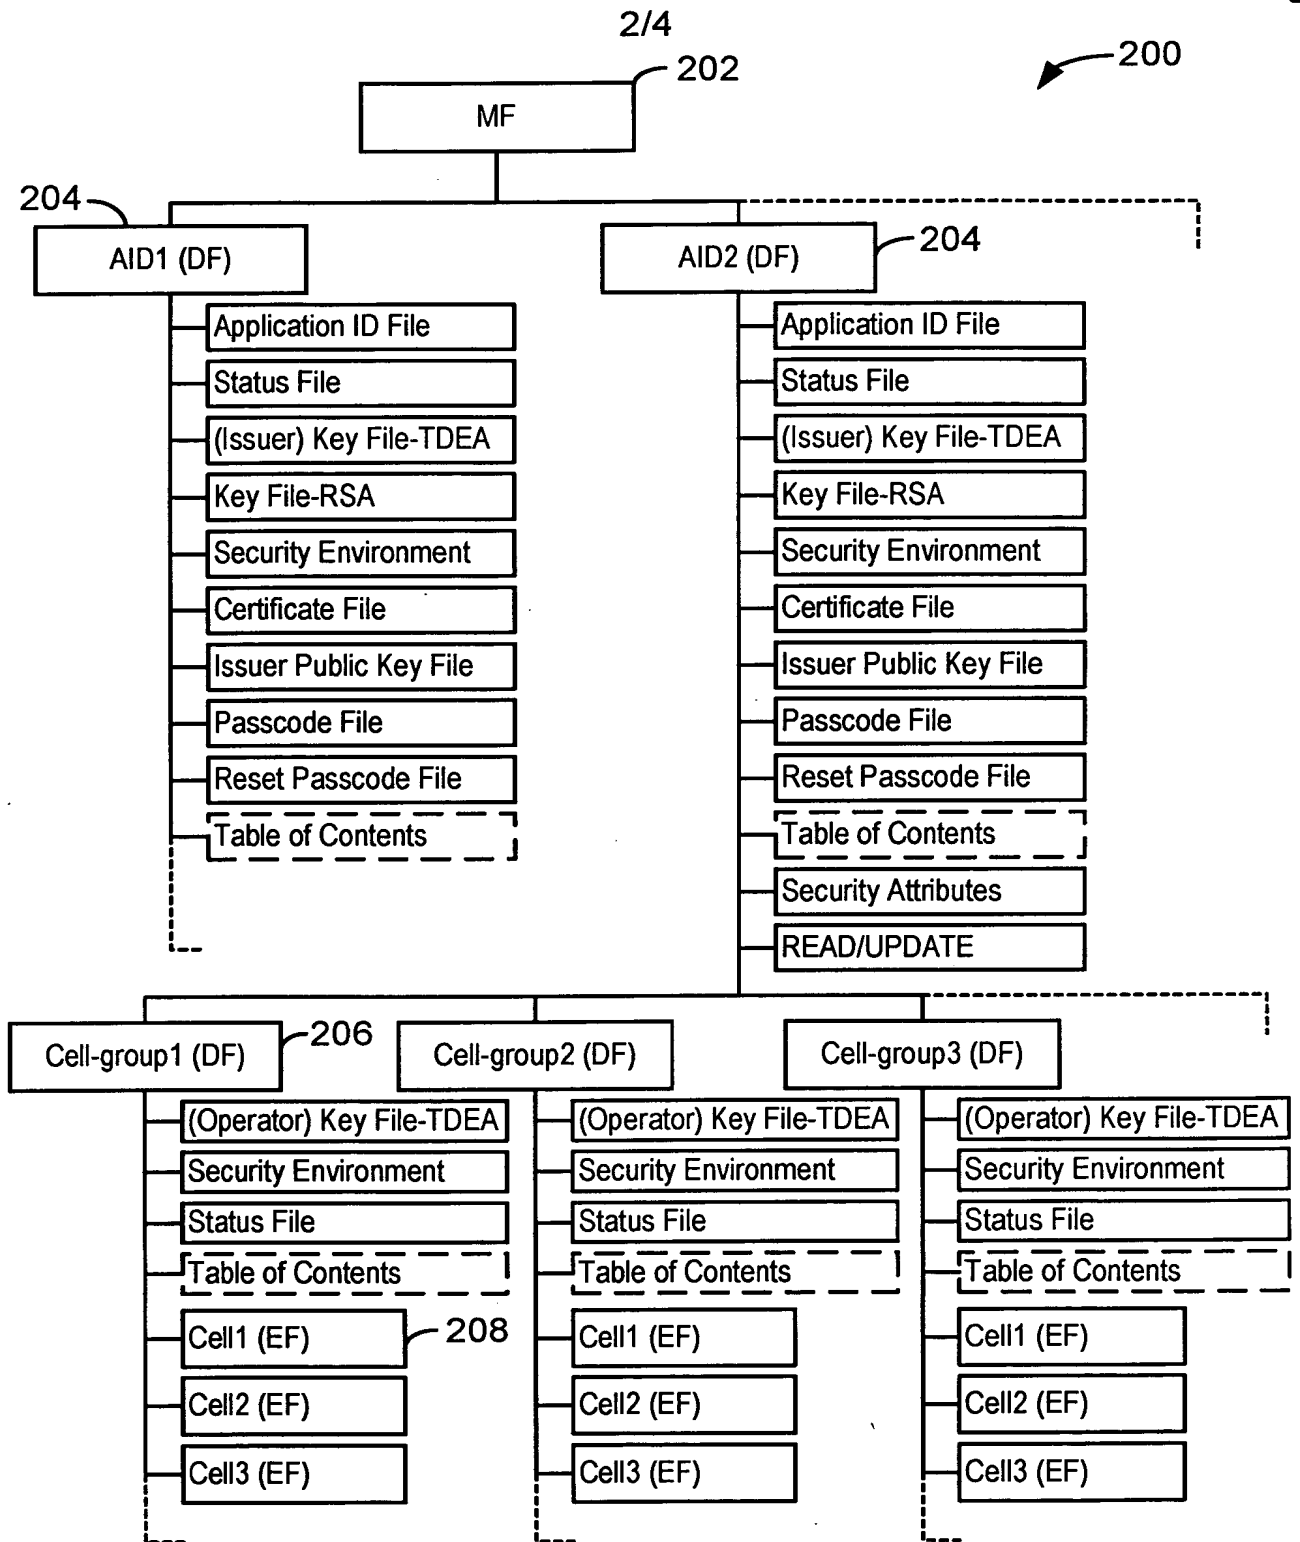 2/4
202
200
MF
204
AID1 (DF)
AID2 (DF)
204
Application ID File
Status File
(Issuer) Key File-TDEA
Key File-RSA
Security Environment
Certificate File
Issuer Public Key File
Passcode File
Reset Passcode File
Table of Contents
Application ID File
Status File
(Issuer) Key File-TDEA
Key File-RSA
Security Environment
Certificate File
Issuer Public Key File
Passcode File
Reset Passcode File
Table of Contents
Security Attributes
READ/UPDATE
Cell-group1 (DF)
206
Cell-group2 (DF)
Cell-group3 (DF)
(Operator) Key File-TDEA
Security Environment
Status File
Table of Contents
Cell1 (EF)
208
Cell2 (EF)
Cell3 (EF)
(Operator) Key File-TDEA
Security Environment
Status File
Table of Contents
Cell1 (EF)
Cell2 (EF)
Cell3 (EF)
(Operator) Key File-TDEA
Security Environment
Status File
Table of Contents
Cell1 (EF)
Cell2 (EF)
Cell3 (EF)